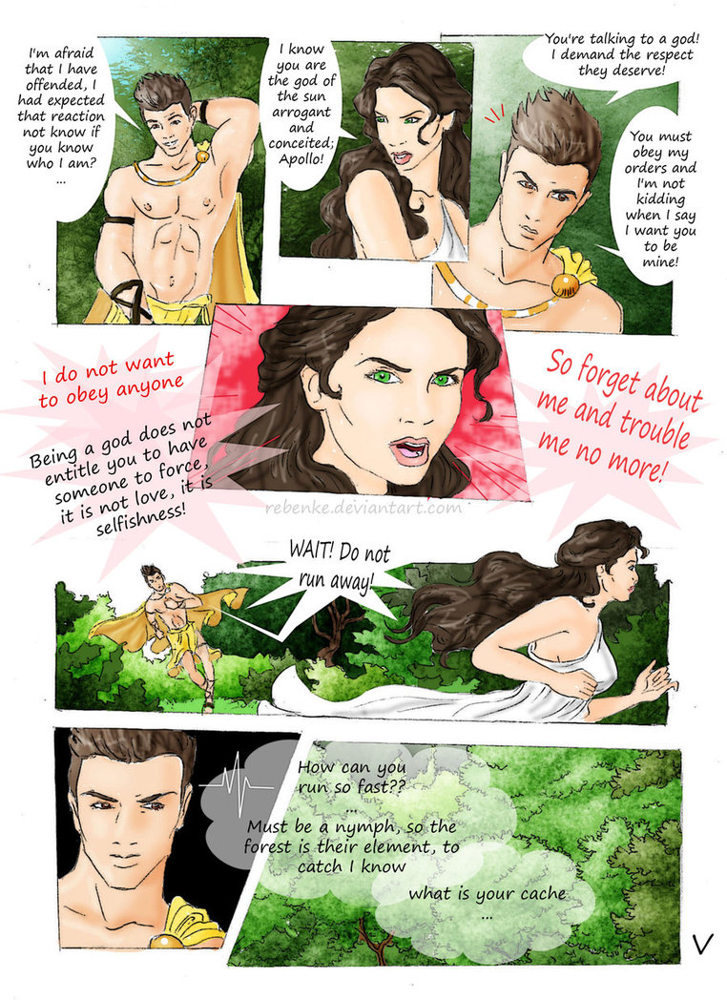 I'm afraid
that I have
offended, I
had expected
that reaction
not know if
you know
who I am?
...
I know
you are
the god of
the sun
arrogant
and
conceited;
Apollo!
You're talking to a god!
I demand the respect
they deserve!
You must
obey my
orders and
I'm not
kidding
when I say
I want you
to be
mine!
I do not want
to obey anyone
Being a god does not
entitle you to have
someone to force,
it is not love, it is
selfishness!
So forget about
me and trouble
me no more!
rebenke.deviantart.com
WAIT! Do not
run away!
How can you
run so fast??
...
Must be a nymph, so the
forest is their element, to
catch I know
what is your cache
...
V